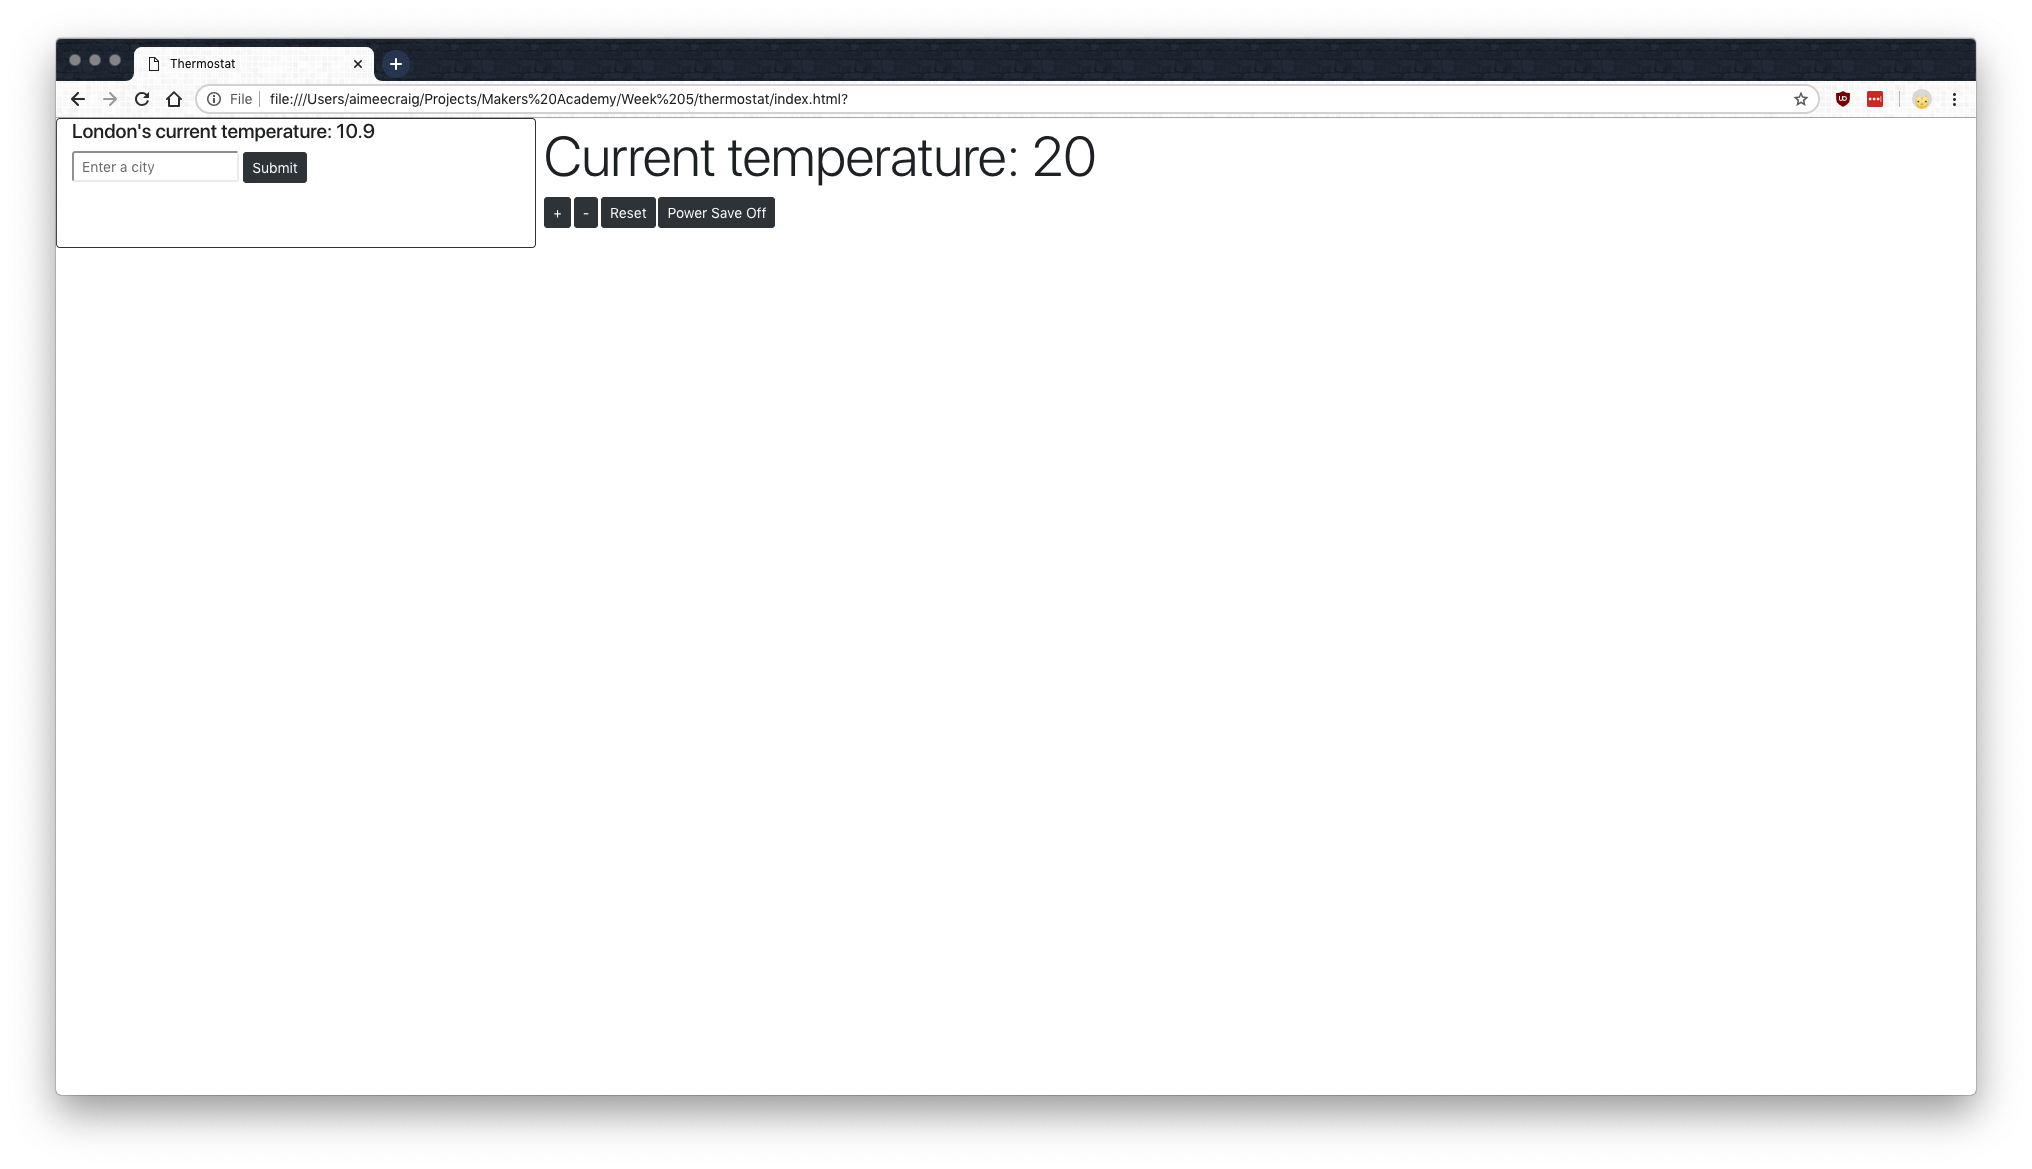 Thermostat
File file:///Users/aimeecraig/Projects/Makers%20Academy/Week%205/thermostat/index.html?
London's current temperature: 10.9
Enter a city Submit
Current temperature: 20
+ - Reset Power Save Off